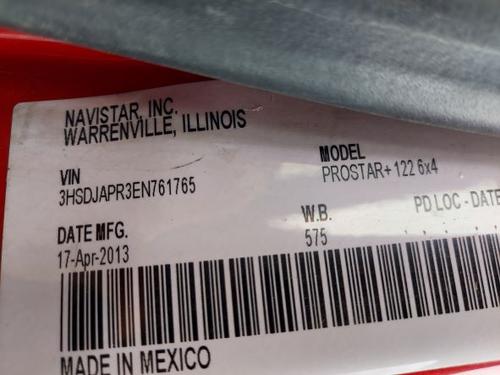 NAVISTAR, INC.
WARRENVILLE, ILLINOIS
VIN
3HSDJAPR3EN761765
MODEL
PROSTAR+ 122 6x4
DATE MFG.
17-Apr-2013
W.B.
575
PD LOC - DATE
MADE IN MEXICO